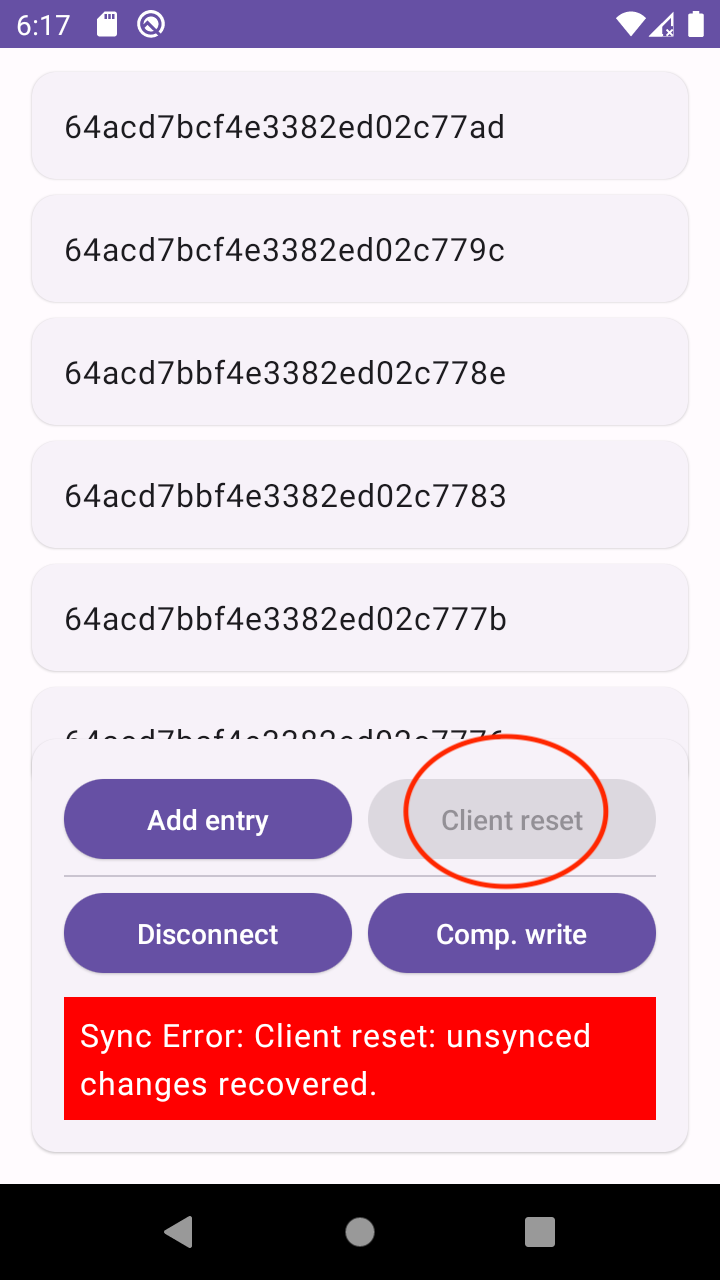 6:17
64acd7bcf4e3382ed02c77ad
64acd7bcf4e3382ed02c779c
64acd7bbf4e3382ed02c778e
64acd7bbf4e3382ed02c7783
64acd7bbf4e3382ed02c777b
Add entry
Client reset
Disconnect
Comp. write
Sync Error: Client reset: unsynced
changes recovered.